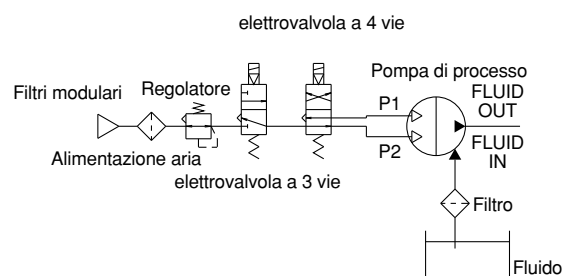 elettrovalvola a 4 vie
Pompa di processo
Filtri modulari
Regolatore
P1
FLUID
OUT
P2
FLUID
IN
Alimentazione aria
elettrovalvola a 3 vie
Filtro
Fluido